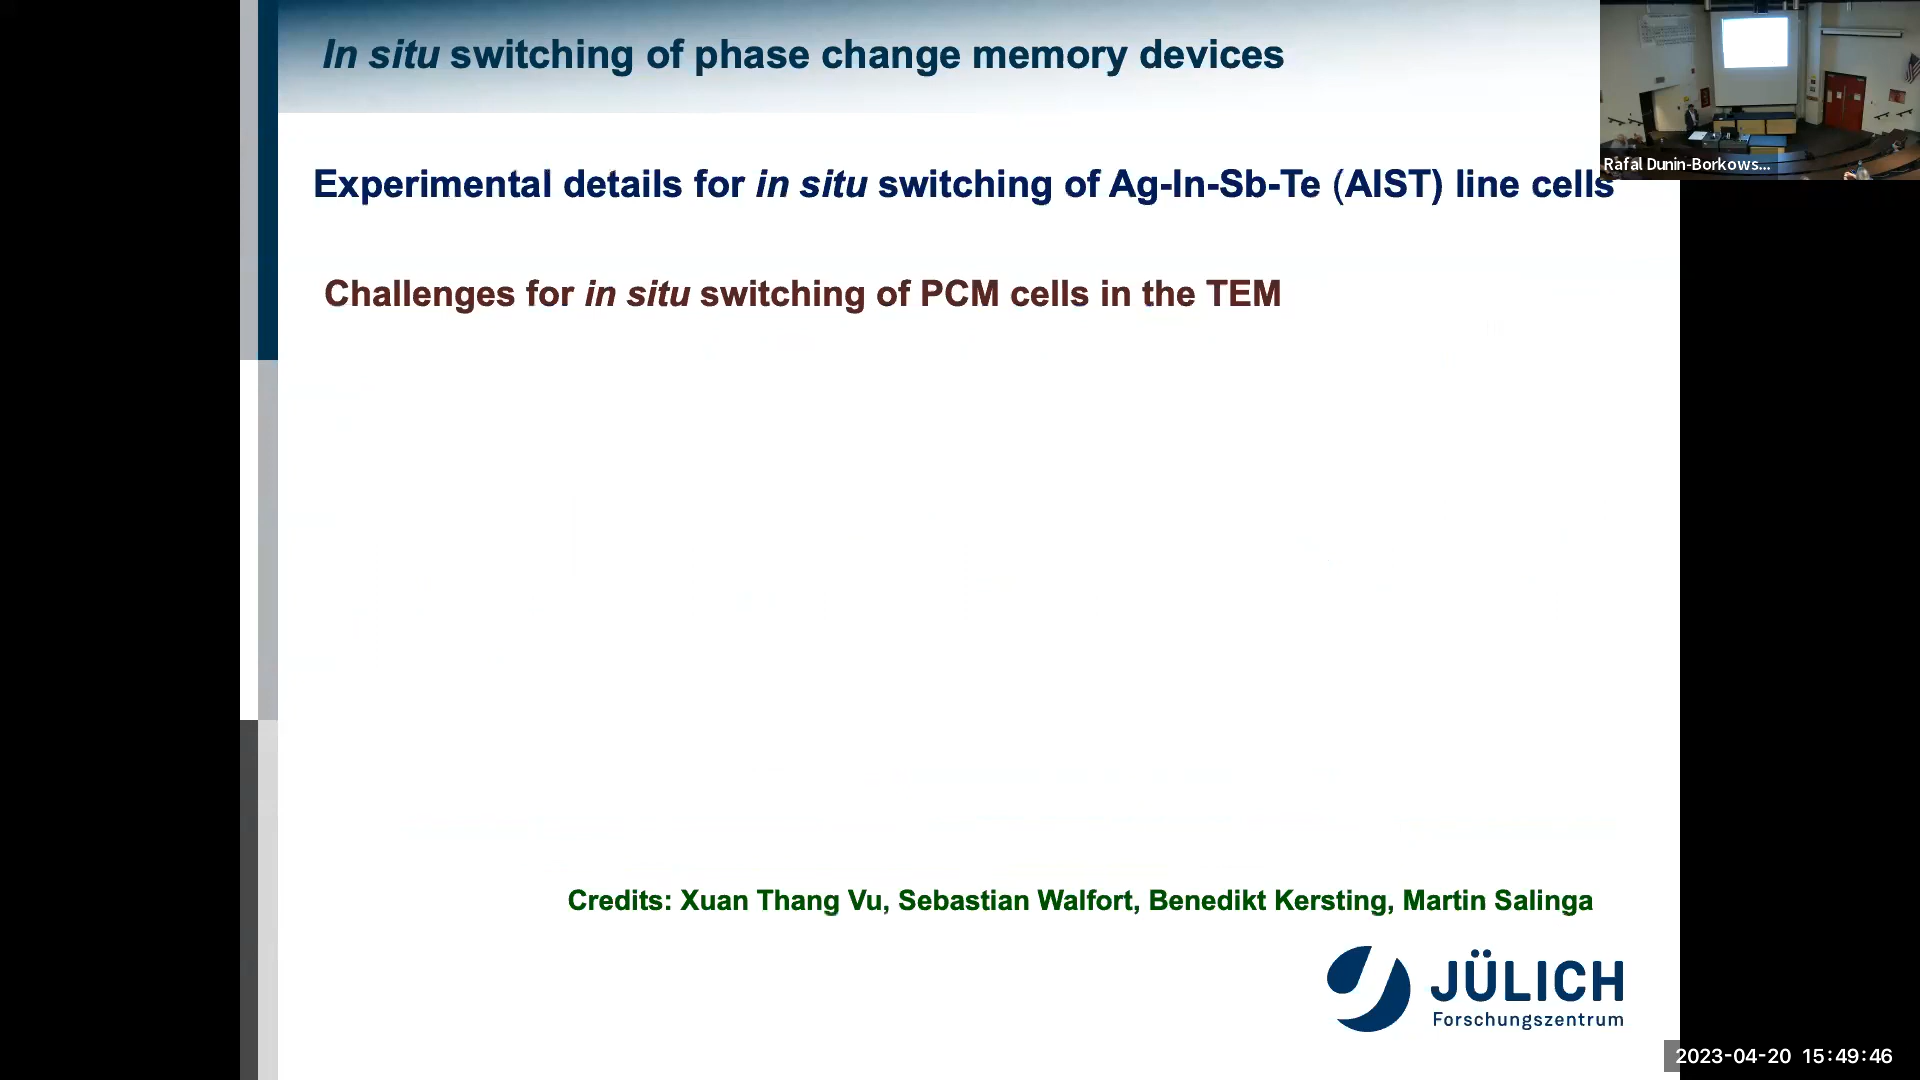 In situ switching of phase change memory devices
Rafal Dunin-Borkows...
Experimental details for in situ switching of Ag-In-Sb-Te (AIST) line cells
Challenges for in situ switching of PCM cells in the TEM
Credits: Xuan Thang Vu, Sebastian Walfort, Benedikt Kersting, Martin Salinga
JÜLICH
Forschungszentrum
2023-04-20 15:49:46